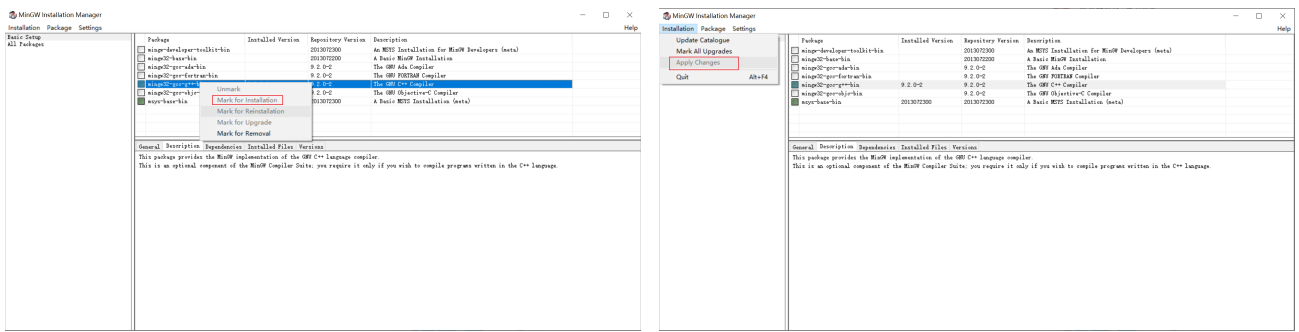 MinGW Installation Manager
Installation Package Settings Help
Basic Setup
All Packages
Package Installed Version Repository Version Description
mingw-developer-toolkit-bin 2013072300 An MSYS Installation for MinGW Developers (meta)
mingw32-base-bin 2013072200 A Basic MinGW Installation
mingw32-gcc-ada-bin 9.2.0-2 The GNU Ada Compiler
mingw32-gcc-fortran-bin 9.2.0-2 The GNU FORTRAN Compiler
mingw32-gcc-g++-b 9.2.0-2 The GNU C++ Compiler
mingw32-gcc-objc- 9.2.0-2 The GNU Objective-C Compiler
msys-base-bin 2013072300 A Basic MSYS Installation (meta)
Unmark
Mark for Installation
Mark for Reinstallation
Mark for Upgrade
Mark for Removal
General Description Dependencies Installed Files Versions
This package provides the MinGW implementation of the GNU C++ language compiler.
This is an optional component of the MinGW Compiler Suite; you require it only if you wish to compile programs written in the C++ language.
MinGW Installation Manager
Installation Package Settings Help
Update Catalogue
Mark All Upgrades
Apply Changes
Quit Alt+F4
Package Installed Version Repository Version Description
mingw-developer-toolkit-bin 2013072300 An MSYS Installation for MinGW Developers (meta)
mingw32-base-bin 2013072200 A Basic MinGW Installation
mingw32-gcc-ada-bin 9.2.0-2 The GNU Ada Compiler
mingw32-gcc-fortran-bin 9.2.0-2 The GNU FORTRAN Compiler
mingw32-gcc-g++-bin 9.2.0-2 9.2.0-2 The GNU C++ Compiler
mingw32-gcc-objc-bin 9.2.0-2 The GNU Objective-C Compiler
msys-base-bin 2013072300 2013072300 A Basic MSYS Installation (meta)
General Description Dependencies Installed Files Versions
This package provides the MinGW implementation of the GNU C++ language compiler.
This is an optional component of the MinGW Compiler Suite; you require it only if you wish to compile programs written in the C++ language.